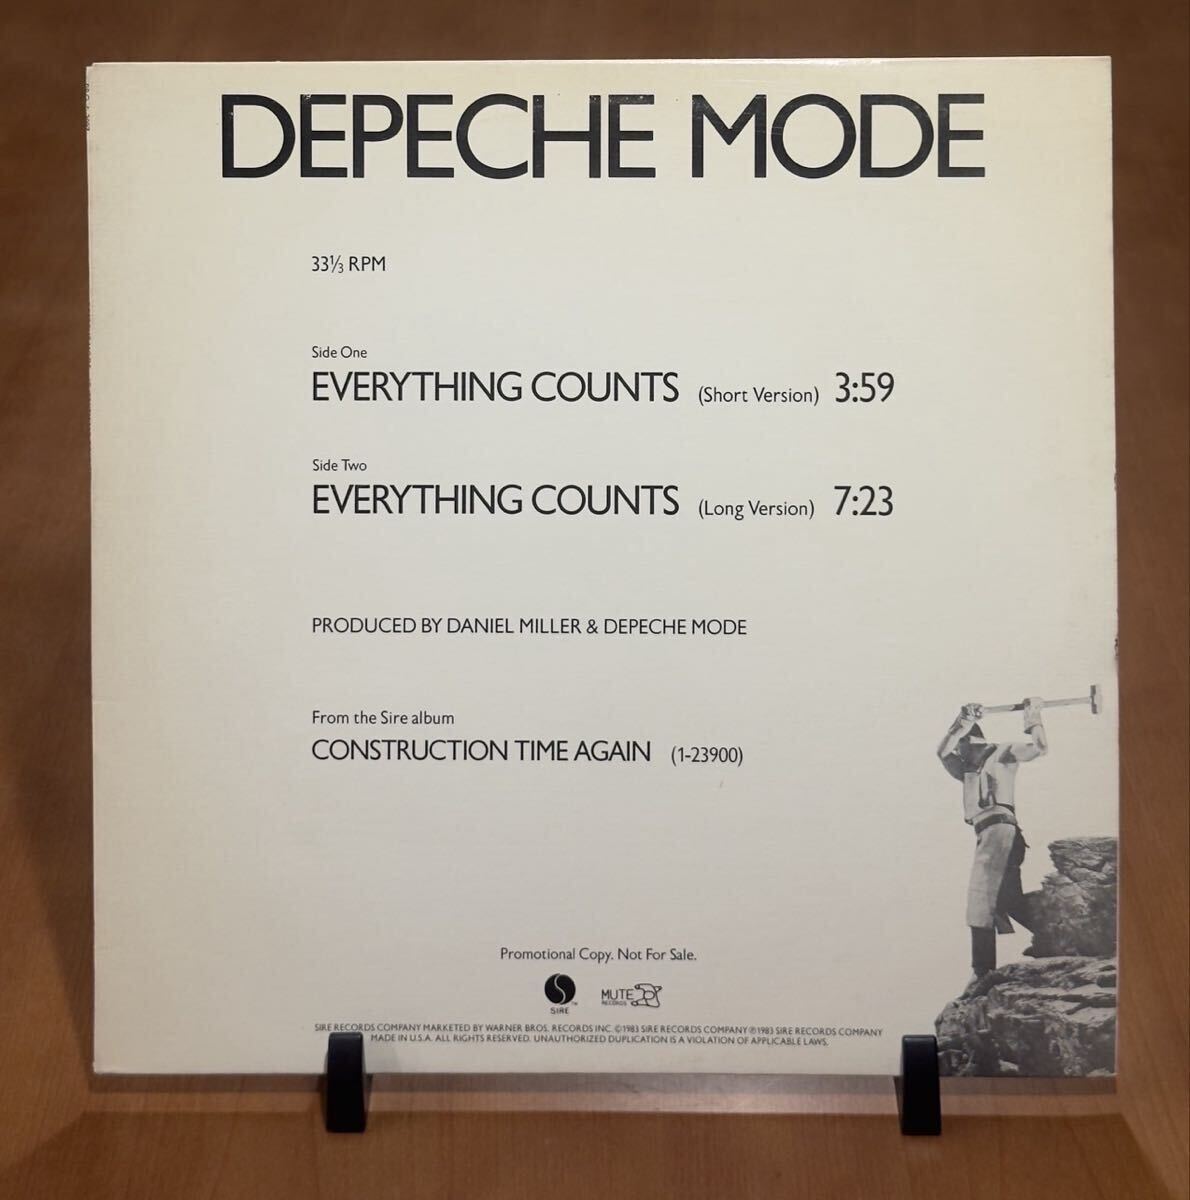 DEPECHE MODE
33⅓ RPM
Side One
EVERYTHING COUNTS (Short Version) 3:59
Side Two
EVERYTHING COUNTS (Long Version) 7:23
PRODUCED BY DANIEL MILLER & DEPECHE MODE
From the Sire album
CONSTRUCTION TIME AGAIN (1-23900)
Promotional Copy. Not For Sale.
SIRE ™
MUTE
RECORDS
SIRE RECORDS COMPANY MARKETED BY WARNER BROS. RECORDS INC. ©1983 SIRE RECORDS COMPANY ℗1983 SIRE RECORDS COMPANY
MADE IN U.S.A. ALL RIGHTS RESERVED. UNAUTHORIZED DUPLICATION IS A VIOLATION OF APPLICABLE LAWS.